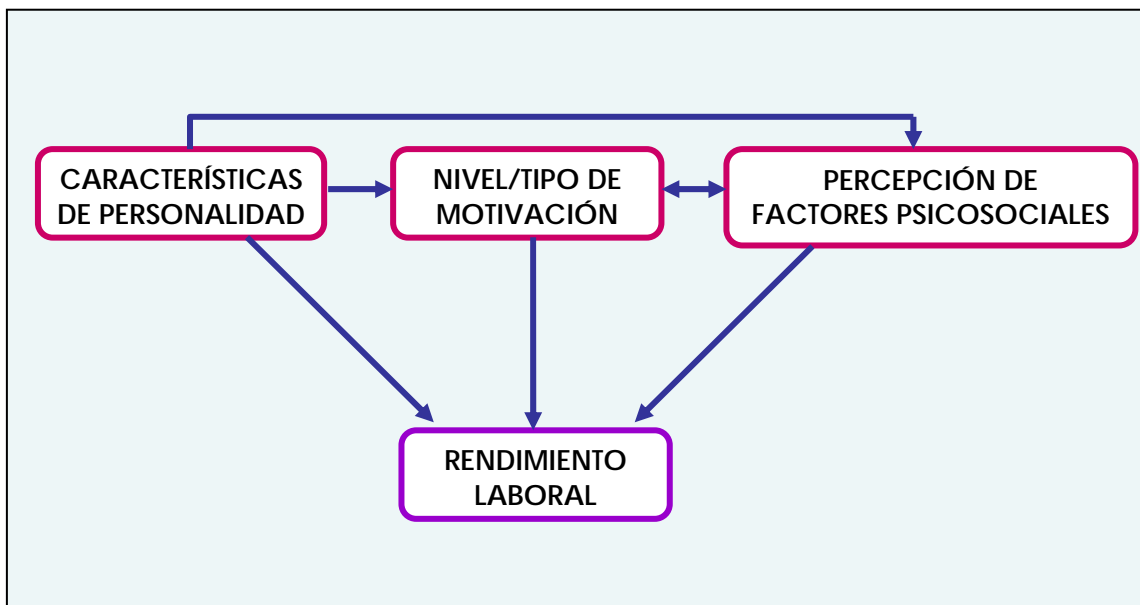 CARACTERÍSTICAS
DE PERSONALIDAD
NIVEL/TIPO DE
MOTIVACIÓN
PERCEPCIÓN DE
FACTORES PSICOSOCIALES
RENDIMIENTO
LABORAL